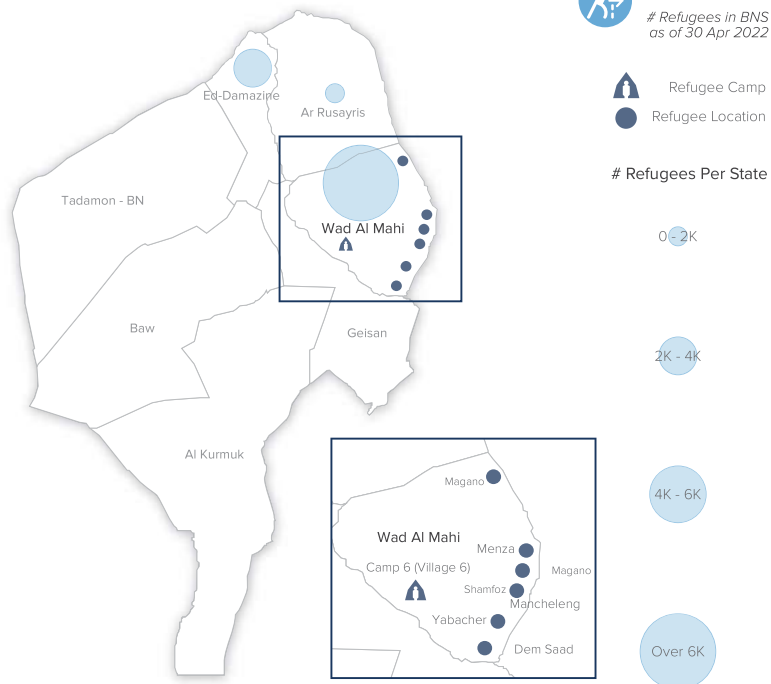 # Refugees in BNS
as of 30 Apr 2022
Refugee Camp
Refugee Location
# Refugees Per State
0 - 2K
2K - 4K
4K - 6K
Over 6K
Ed-Damazine
Ar Rusayris
Tadamon - BN
Wad Al Mahi
Baw
Geisan
Al Kurmuk
Magano
Wad Al Mahi
Menza
Camp 6 (Village 6)
Magano
Shamfoz
Mancheleng
Yabacher
Dem Saad